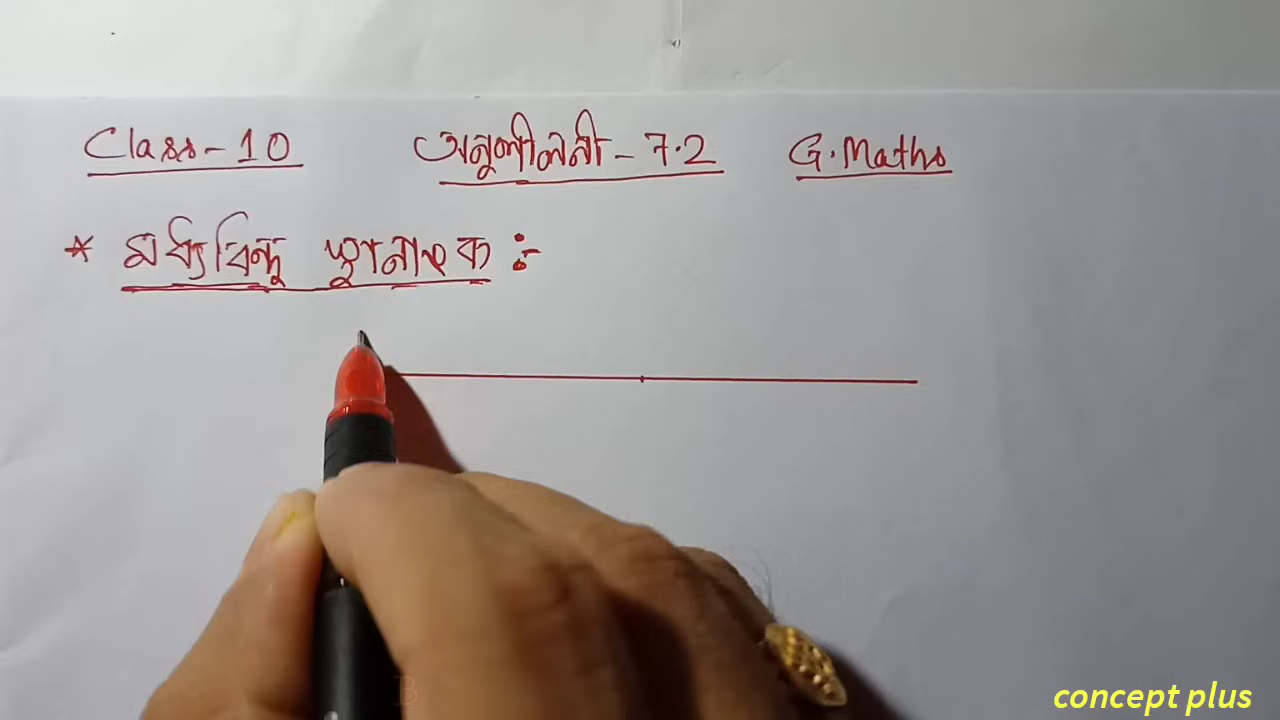 Class-10 অনুশীলনী-7.2 G.Maths
* মধ্যবিন্দু স্থানাংক :-
B
concept plus